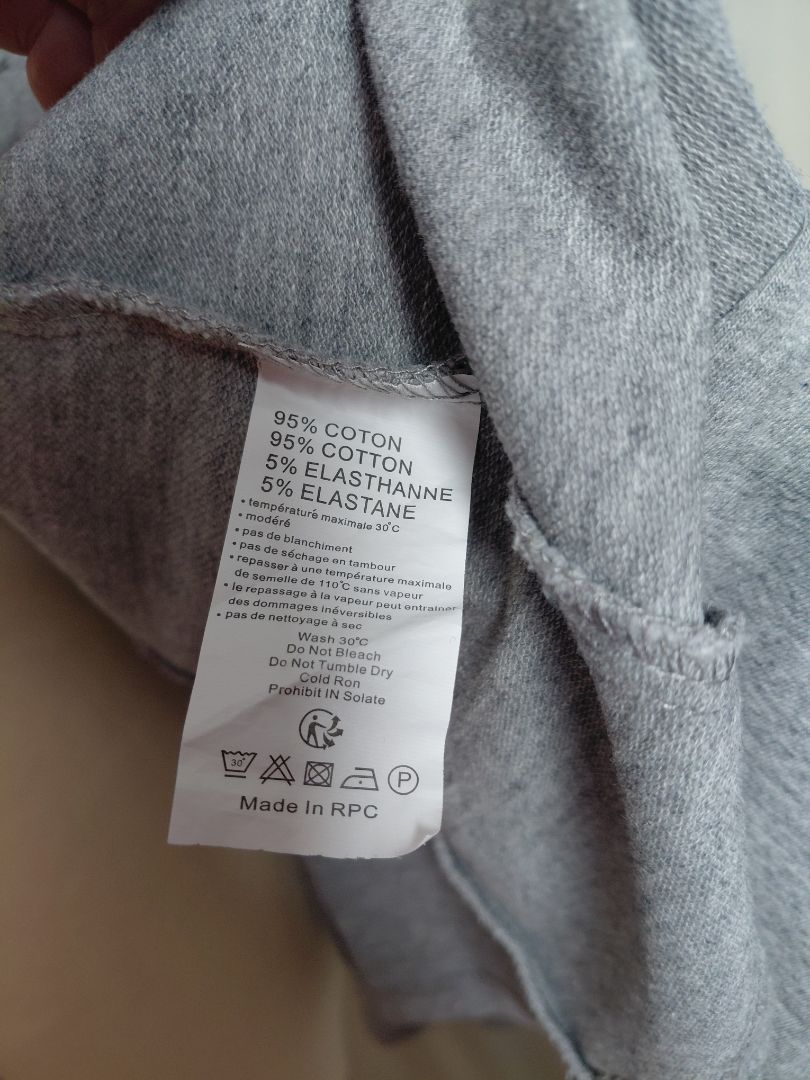 95% COTON
95% COTTON
5% ELASTHANNE
5% ELASTANE
• température maximale 30°C
• modéré
• pas de blanchiment
• pas de séchage en tambour
• repasser à une température maximale
de semelle de 110°C sans vapeur
• le repassage à la vapeur peut entraîner
des dommages inéversibles
• pas de nettoyage à sec
Wash 30°C
Do Not Bleach
Do Not Tumble Dry
Cold Ron
Prohibit IN Solate
30° P
Made In RPC